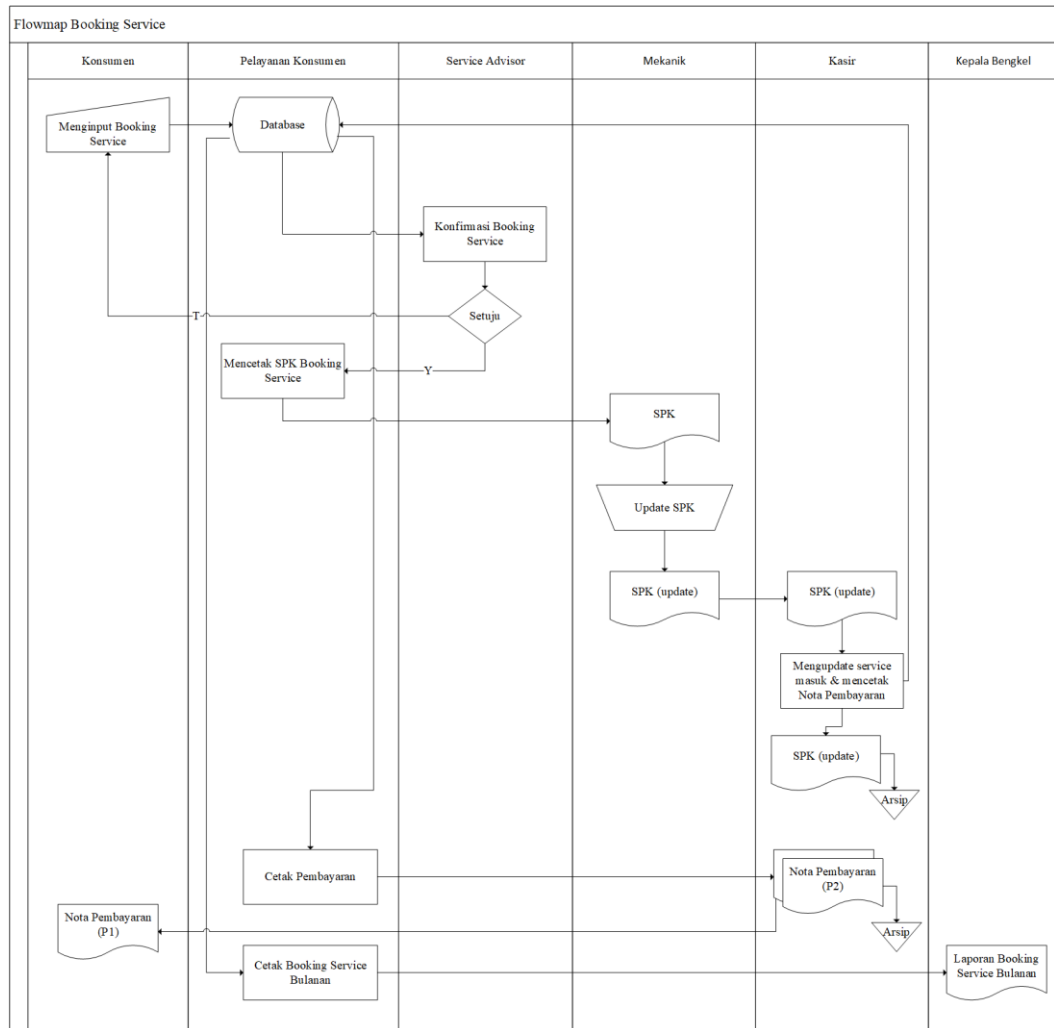 Flowmap Booking Service
Konsumen
Pelayanan Konsumen
Service Advisor
Mekanik
Kasir
Kepala Bengkel
Menginput Booking
Service
Database
Konfirmasi Booking
Service
T
Setuju
Mencetak SPK Booking
Service
Y
SPK
Update SPK
SPK (update)
SPK (update)
Mengupdate service
masuk & mencetak
Nota Pembayaran
SPK (update)
Arsip
Cetak Pembayaran
Nota Pembayaran
(P2)
Nota Pembayaran
(P1)
Arsip
Cetak Booking Service
Bulanan
Laporan Booking
Service Bulanan